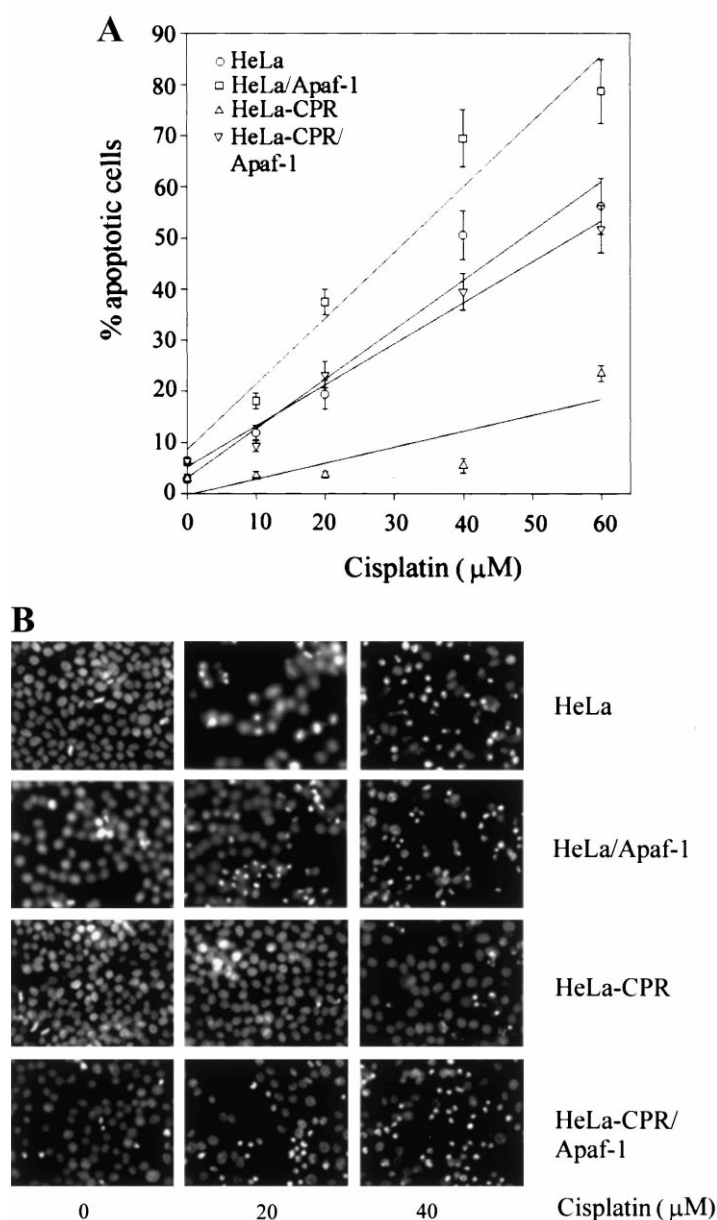 A
90
80
70
60
50
40
30
20
10
0
% apoptotic cells
HeLa
HeLa/Apaf-1
HeLa-CPR
HeLa-CPR/
Apaf-1
0 10 20 30 40 50 60
Cisplatin ( μM)
B
HeLa
HeLa/Apaf-1
HeLa-CPR
HeLa-CPR/
Apaf-1
0 20 40 Cisplatin ( μM)